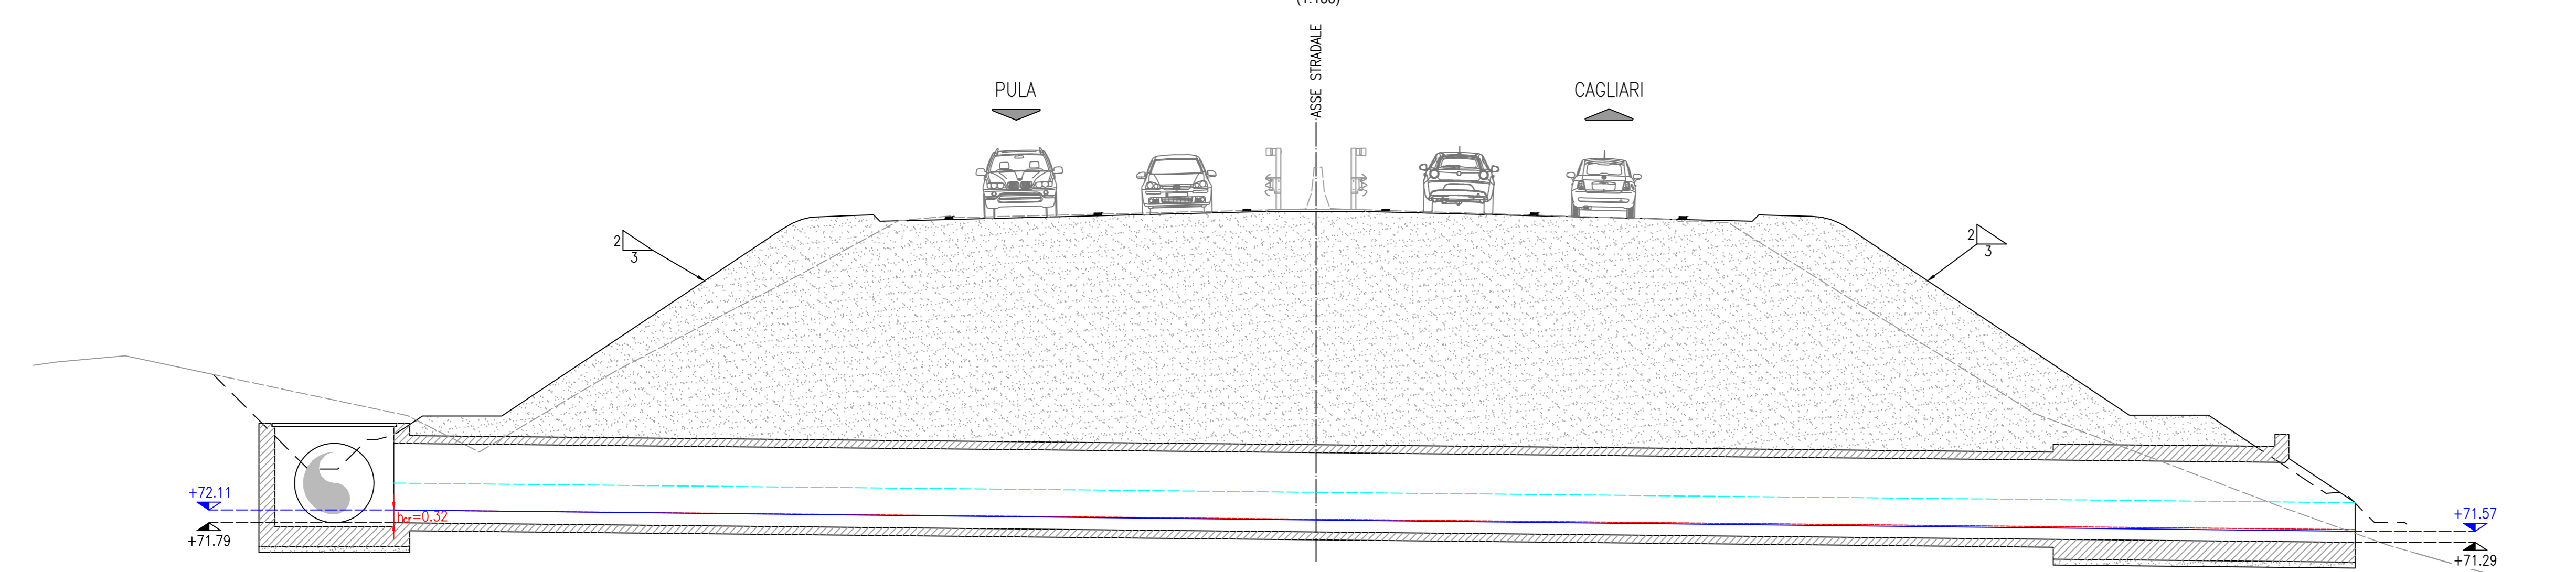 ASSE STRADALE
PULA
CAGLIARI
2
3
2
3
+72.11
hcr=0.32
+71.79
+71.57
+71.29